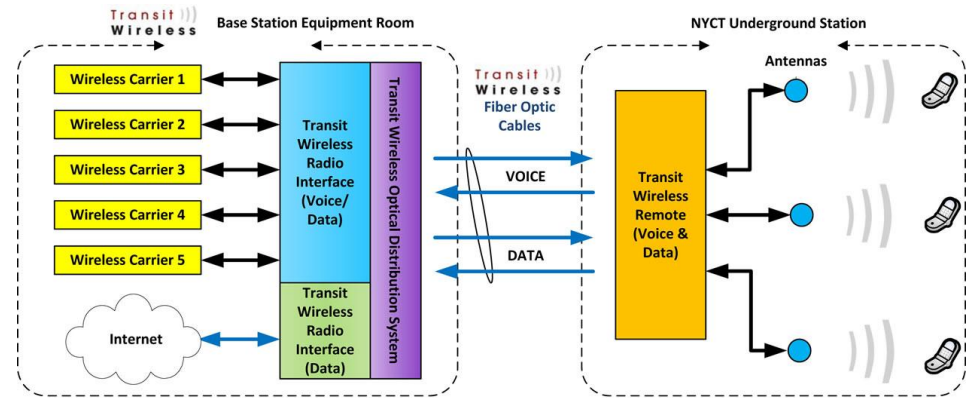 Transit
Wireless
Base Station Equipment Room
NYCT Underground Station
Wireless Carrier 1
Wireless Carrier 2
Wireless Carrier 3
Wireless Carrier 4
Wireless Carrier 5
Internet
Transit
Wireless
Radio
Interface
(Voice/
Data)
Transit
Wireless
Radio
Interface
(Data)
Transit Wireless Optical Distribution System
Transit
Wireless
Fiber Optic
Cables
VOICE
DATA
Transit
Wireless
Remote
(Voice &
Data)
Antennas